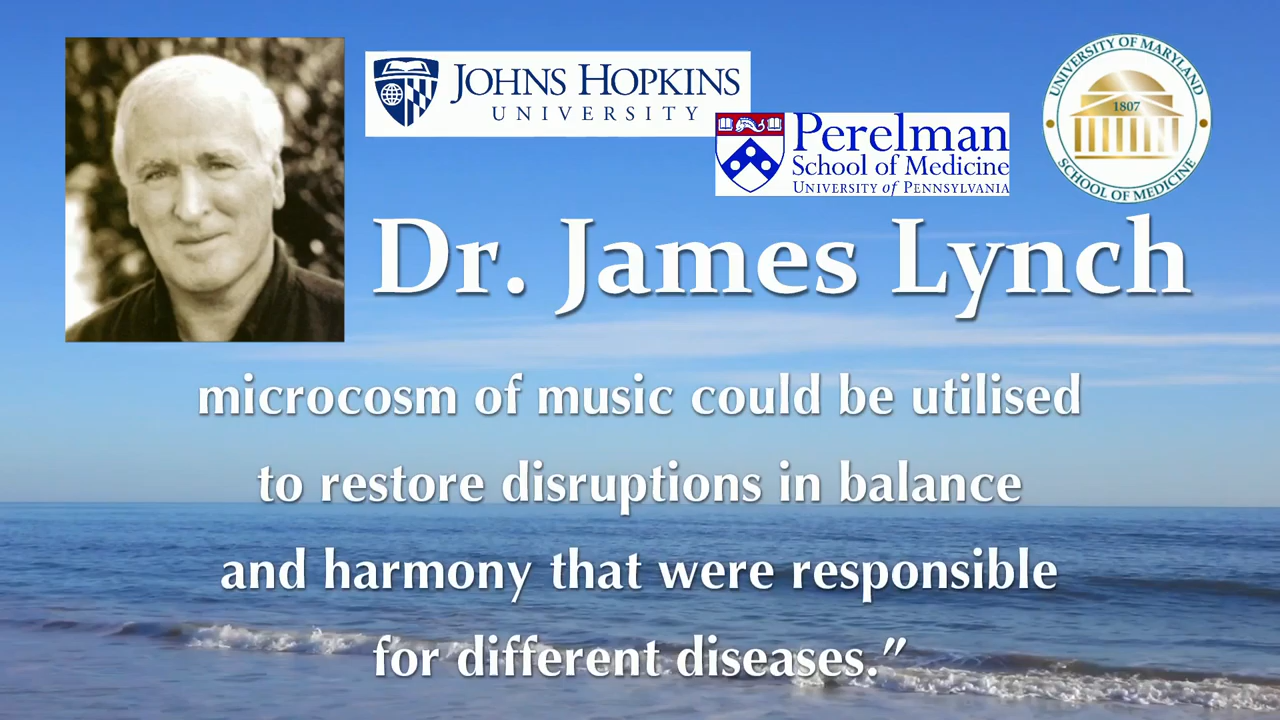 JOHNS HOPKINS
UNIVERSITY
Perelman
School of Medicine
UNIVERSITY of PENNSYLVANIA
UNIVERSITY OF MARYLAND
1807
SCHOOL OF MEDICINE
Dr. James Lynch
microcosm of music could be utilised
to restore disruptions in balance
and harmony that were responsible
for different diseases.”